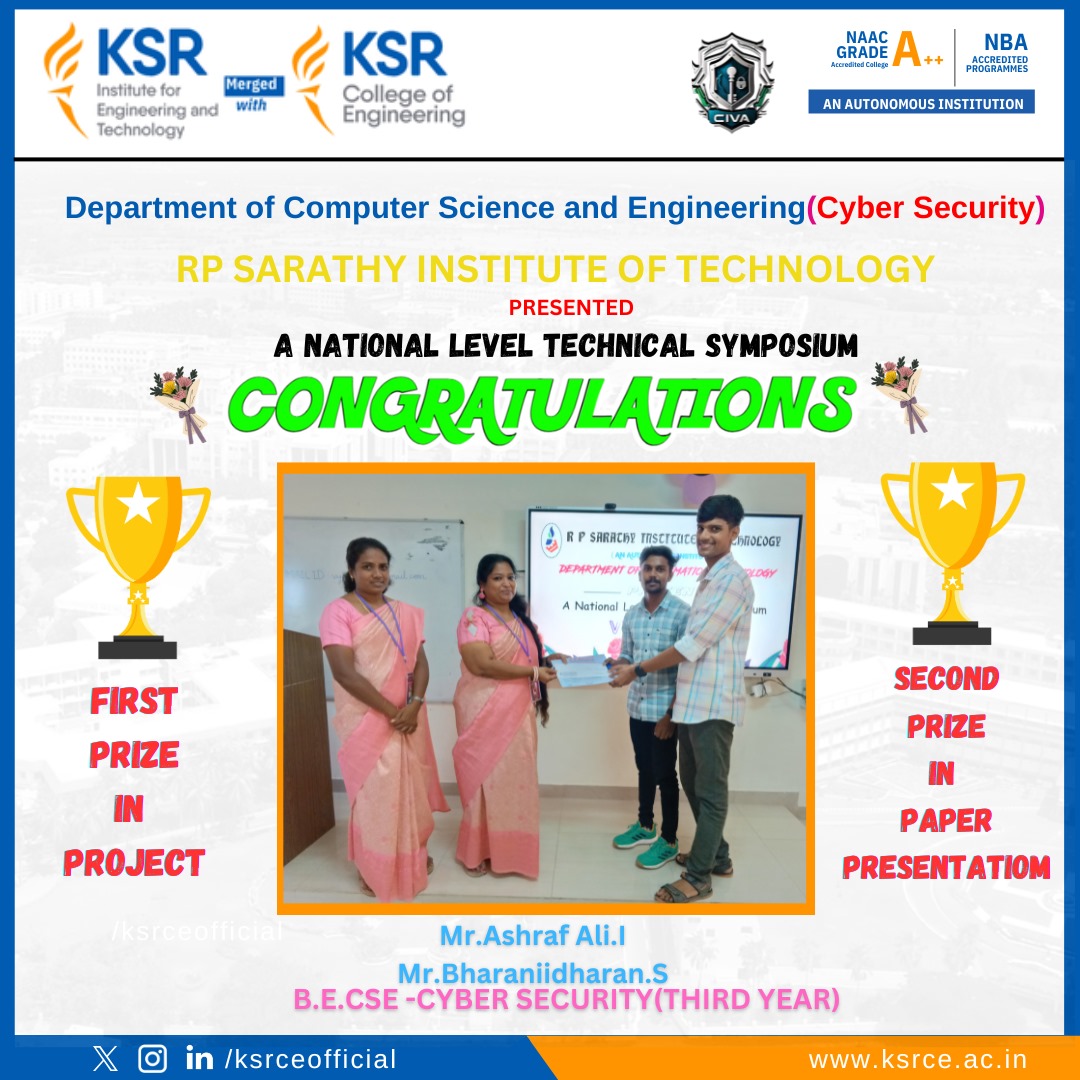 KSR
Institute for
Engineering and
Technology
Merged
with
KSR
College of
Engineering
CIVA
NAAC
GRADE
Accredited College
A++
NBA
ACCREDITED
PROGRAMMES
AN AUTONOMOUS INSTITUTION
Department of Computer Science and Engineering(Cyber Security)
RP SARATHY INSTITUTE OF TECHNOLOGY
PRESENTED
A NATIONAL LEVEL TECHNICAL SYMPOSIUM
CONGRATULATIONS
FIRST
PRIZE
IN
PROJECT
R P SARATHY INSTITUTE
DEPARTMENT
A National
SECOND
PRIZE
IN
PAPER
PRESENTATIOM
/ksrceofficial
Mr.Ashraf Ali.I
Mr.Bharaniidharan.S
B.E.CSE -CYBER SECURITY(THIRD YEAR)
/ksrceofficial
www.ksrce.ac.in